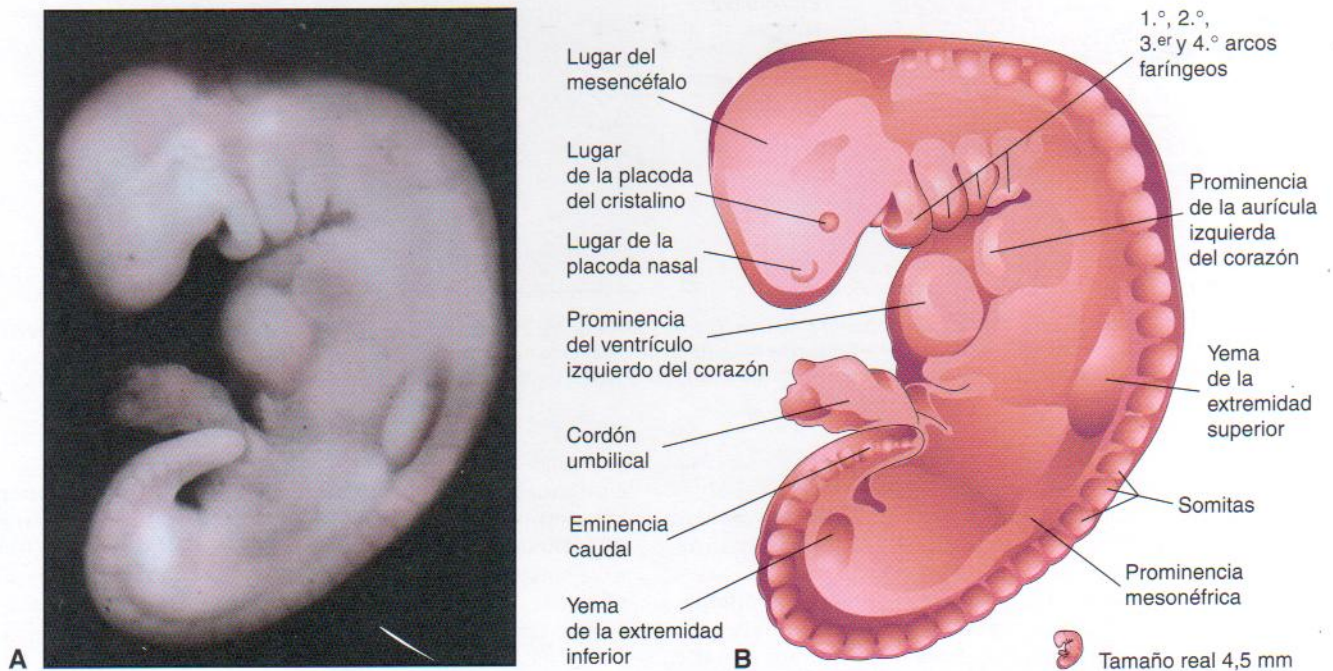 Lugar del
mesencéfalo
Lugar
de la placoda
del cristalino
Lugar de la
placoda nasal
Prominencia
del ventrículo
izquierdo del corazón
Cordón
umbilical
Eminencia
caudal
Yema
de la extremidad
inferior
1.°, 2.°,
3.er y 4.° arcos
faríngeos
Prominencia
de la aurícula
izquierda
del corazón
Yema
de la
extremidad
superior
Somitas
Prominencia
mesonéfrica
A
B
Tamaño real 4,5 mm